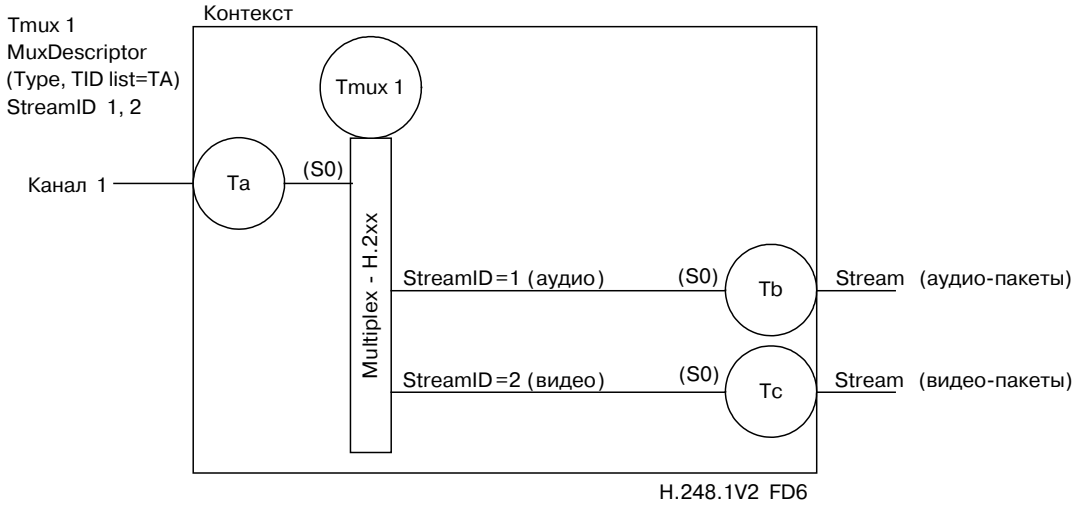 Контекст
Tmux 1
MuxDescriptor
(Type, TID list=TA)
StreamID 1, 2
Tmux 1
Канал 1
Ta
(S0)
Multiplex - H.2xx
StreamID=1 (аудио)
(S0)
Tb
Stream (аудио-пакеты)
StreamID=2 (видео)
(S0)
Tc
Stream (видео-пакеты)
H.248.1V2 FD6